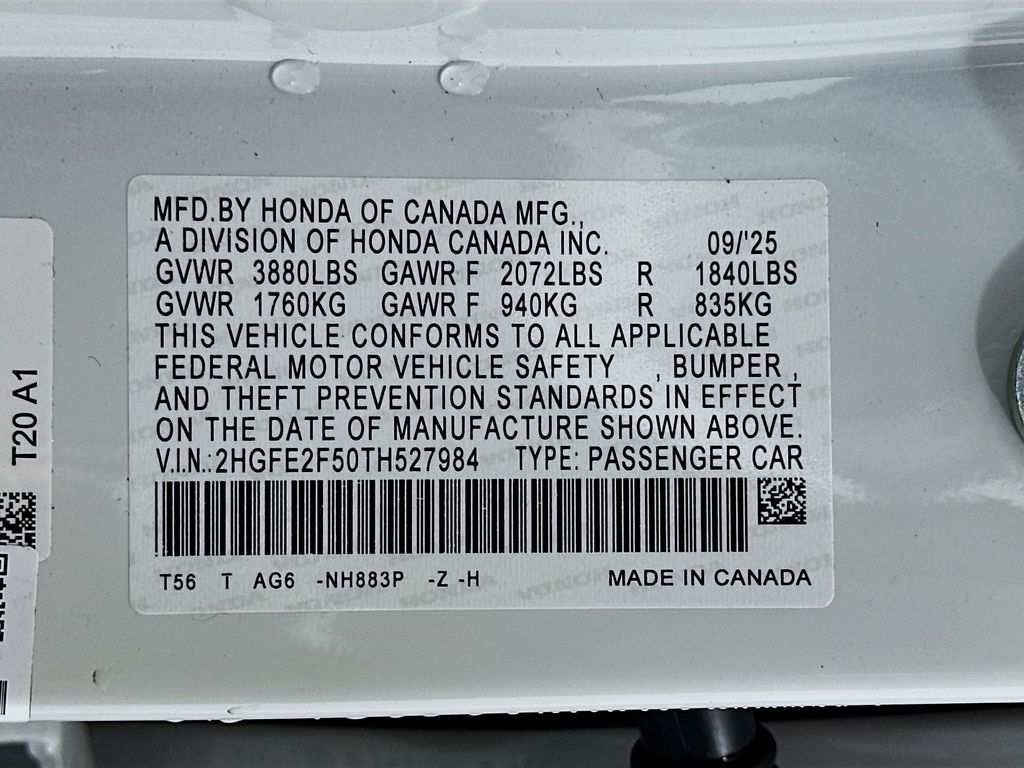 MFD.BY HONDA OF CANADA MFG.,
A DIVISION OF HONDA CANADA INC. 09/'25
GVWR 3880LBS GAWR F 2072LBS R 1840LBS
GVWR 1760KG GAWR F 940KG R 835KG
THIS VEHICLE CONFORMS TO ALL APPLICABLE
FEDERAL MOTOR VEHICLE SAFETY , BUMPER ,
AND THEFT PREVENTION STANDARDS IN EFFECT
ON THE DATE OF MANUFACTURE SHOWN ABOVE.
V.I.N.:2HGFE2F50TH527984 TYPE: PASSENGER CAR
T56 T AG6 -NH883P -Z -H MADE IN CANADA
T20 A1